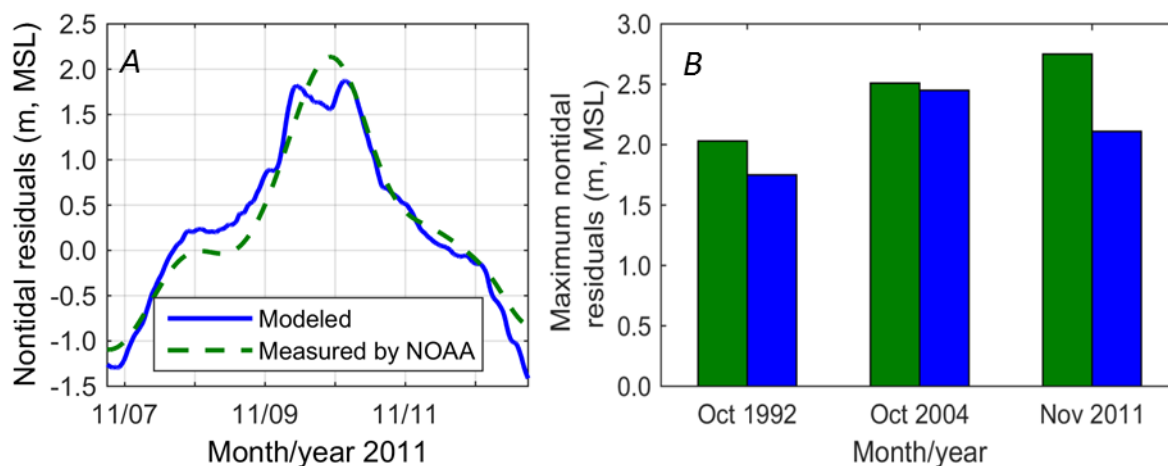 A
Nontidal residuals (m, MSL)
2.5
2.0
1.5
1.0
0.5
0.0
-0.5
-1.0
-1.5
Modeled
Measured by NOAA
11/07
11/09
11/11
Month/year 2011
B
Maximum nontidal
residuals (m, MSL)
3.0
2.5
2.0
1.5
1.0
0.5
0.0
Oct 1992
Oct 2004
Nov 2011
Month/year